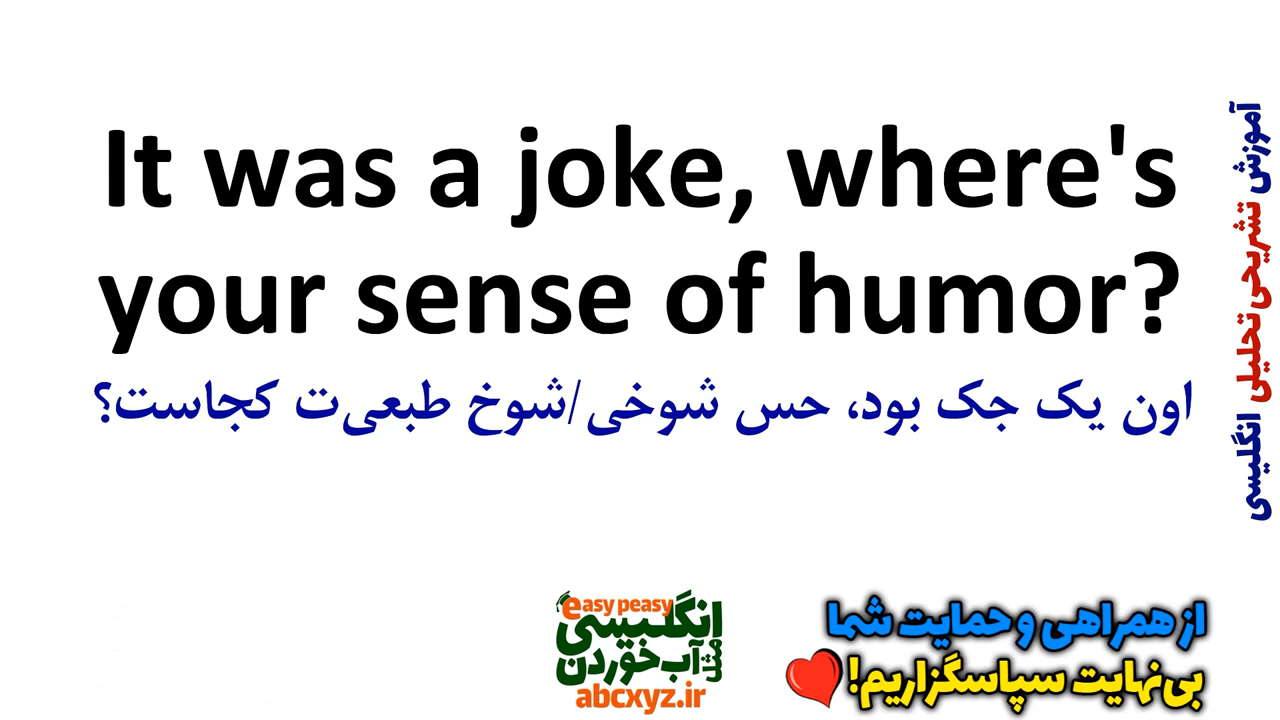 It was a joke, where's
your sense of humor?
اون یک جک بود، حس شوخی/شوخ طبعی‌ت کجاست؟
آموزش تشریحی تحلیلی انگلیسی
easy peasy
انگلیسی
مثل آب خوردن
abcxyz.ir
از همراهی و حمایت شما
بی‌نهایت سپاسگزاریم!